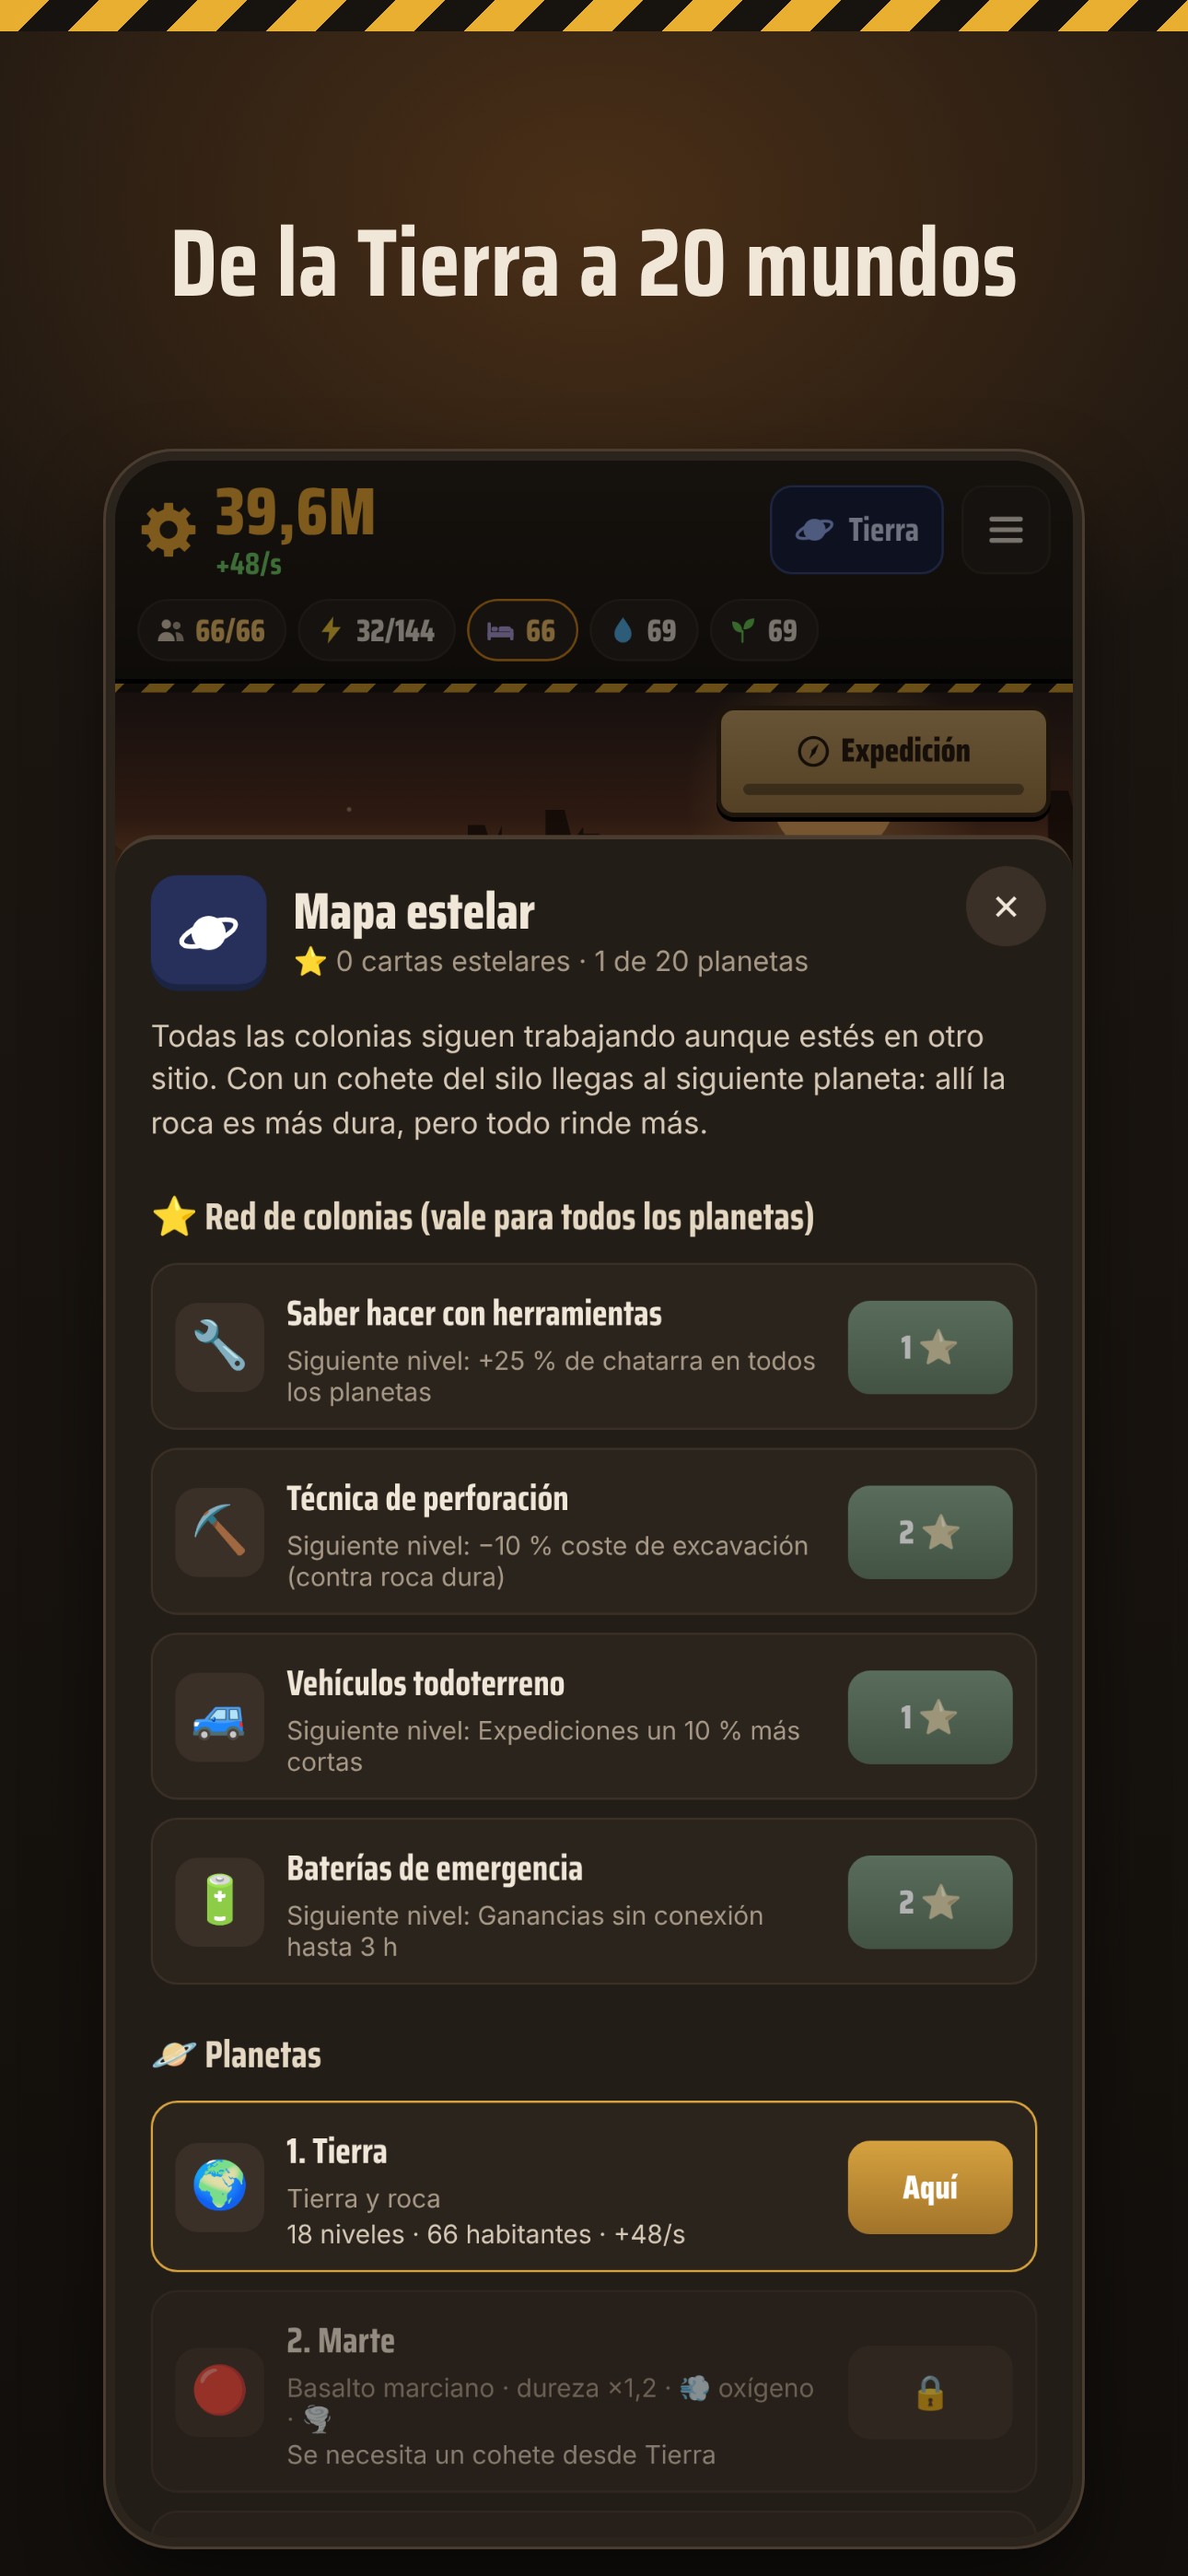 De la Tierra a 20 mundos
39,6M
+48/s
Tierra
66/66
32/144
66
69
69
Expedición
Mapa estelar
⭐ 0 cartas estelares · 1 de 20 planetas
Todas las colonias siguen trabajando aunque estés en otro
sitio. Con un cohete del silo llegas al siguiente planeta: allí la
roca es más dura, pero todo rinde más.
⭐ Red de colonias (vale para todos los planetas)
Saber hacer con herramientas
Siguiente nivel: +25 % de chatarra en todos
los planetas
1 ⭐
Técnica de perforación
Siguiente nivel: −10 % coste de excavación
(contra roca dura)
2 ⭐
Vehículos todoterreno
Siguiente nivel: Expediciones un 10 % más
cortas
1 ⭐
Baterías de emergencia
Siguiente nivel: Ganancias sin conexión
hasta 3 h
2 ⭐
🪐 Planetas
1. Tierra
Tierra y roca
18 niveles · 66 habitantes · +48/s
Aquí
2. Marte
Basalto marciano · dureza ×1,2 · 💨 oxígeno
· 🌪️
Se necesita un cohete desde Tierra